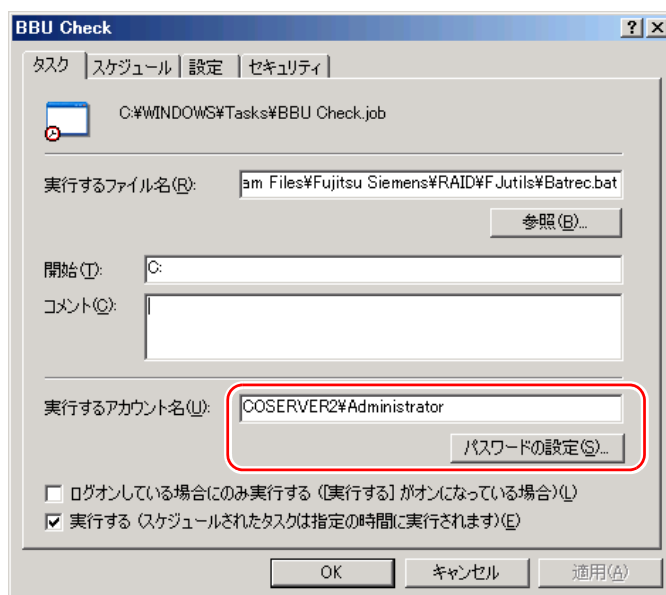 BBU Check
タスク スケジュール 設定 セキュリティ
C:¥WINDOWS¥Tasks¥BBU Check.job
実行するファイル名(R): am Files¥Fujitsu Siemens¥RAID¥FJutils¥Batrec.bat
参照(B)...
開始(T): C:
コメント(C):
実行するアカウント名(U): COSERVER2¥Administrator
パスワードの設定(S)...
ログオンしている場合にのみ実行する ([実行する] がオンになっている場合)(L)
実行する (スケジュールされたタスクは指定の時間に実行されます)(E)
OK キャンセル 適用(A)